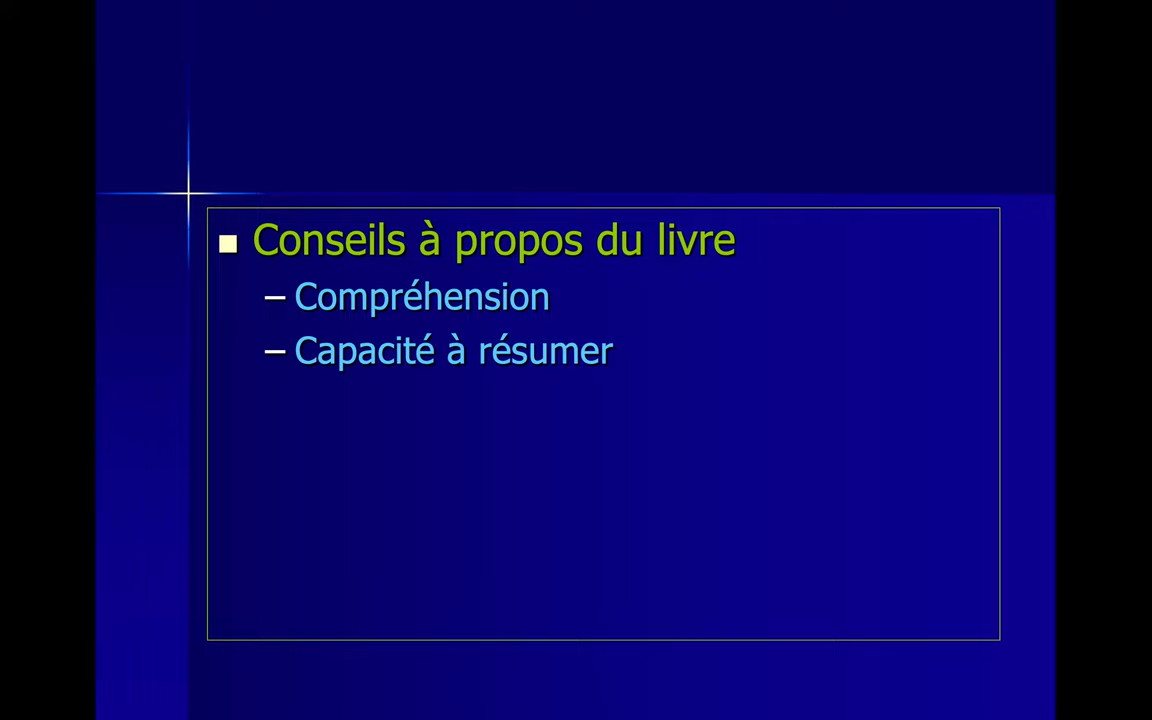 Conseils à propos du livre
– Compréhension
– Capacité à résumer